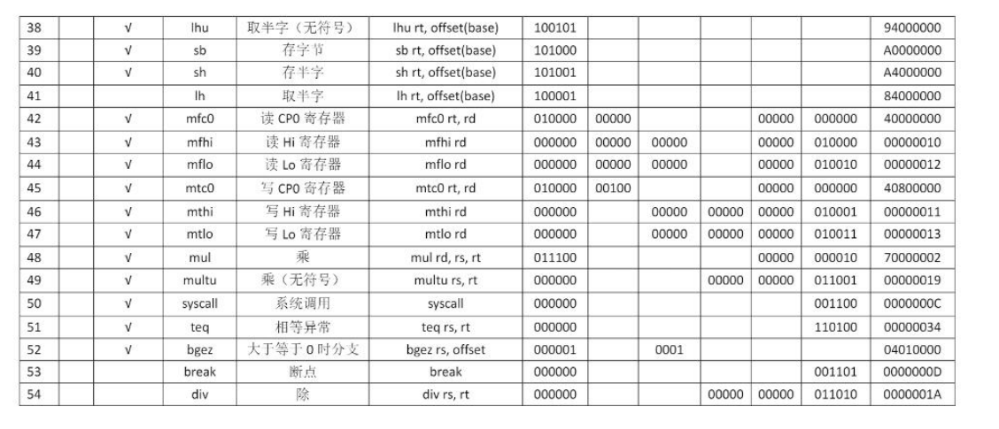 38 √ lhu 取半字（无符号） lhu rt, offset(base) 100101 94000000
39 √ sb 存字节 sb rt, offset(base) 101000 A0000000
40 √ sh 存半字 sh rt, offset(base) 101001 A4000000
41 lh 取半字 lh rt, offset(base) 100001 84000000
42 √ mfc0 读 CP0 寄存器 mfc0 rt, rd 010000 00000 00000 000000 40000000
43 √ mfhi 读 Hi 寄存器 mfhi rd 000000 00000 00000 00000 010000 00000010
44 √ mflo 读 Lo 寄存器 mflo rd 000000 00000 00000 00000 010010 00000012
45 √ mtc0 写 CP0 寄存器 mtc0 rt, rd 010000 00100 00000 000000 40800000
46 √ mthi 写 Hi 寄存器 mthi rd 000000 00000 00000 00000 010001 00000011
47 √ mtlo 写 Lo 寄存器 mtlo rd 000000 00000 00000 00000 010011 00000013
48 √ mul 乘 mul rd, rs, rt 011100 00000 000010 70000002
49 √ multu 乘（无符号） multu rs, rt 000000 00000 00000 011001 00000019
50 √ syscall 系统调用 syscall 000000 001100 0000000C
51 √ teq 相等异常 teq rs, rt 000000 110100 00000034
52 √ bgez 大于等于 0 时分支 bgez rs, offset 000001 0001 04010000
53 break 断点 break 000000 001101 0000000D
54 div 除 div rs, rt 000000 00000 00000 011010 0000001A